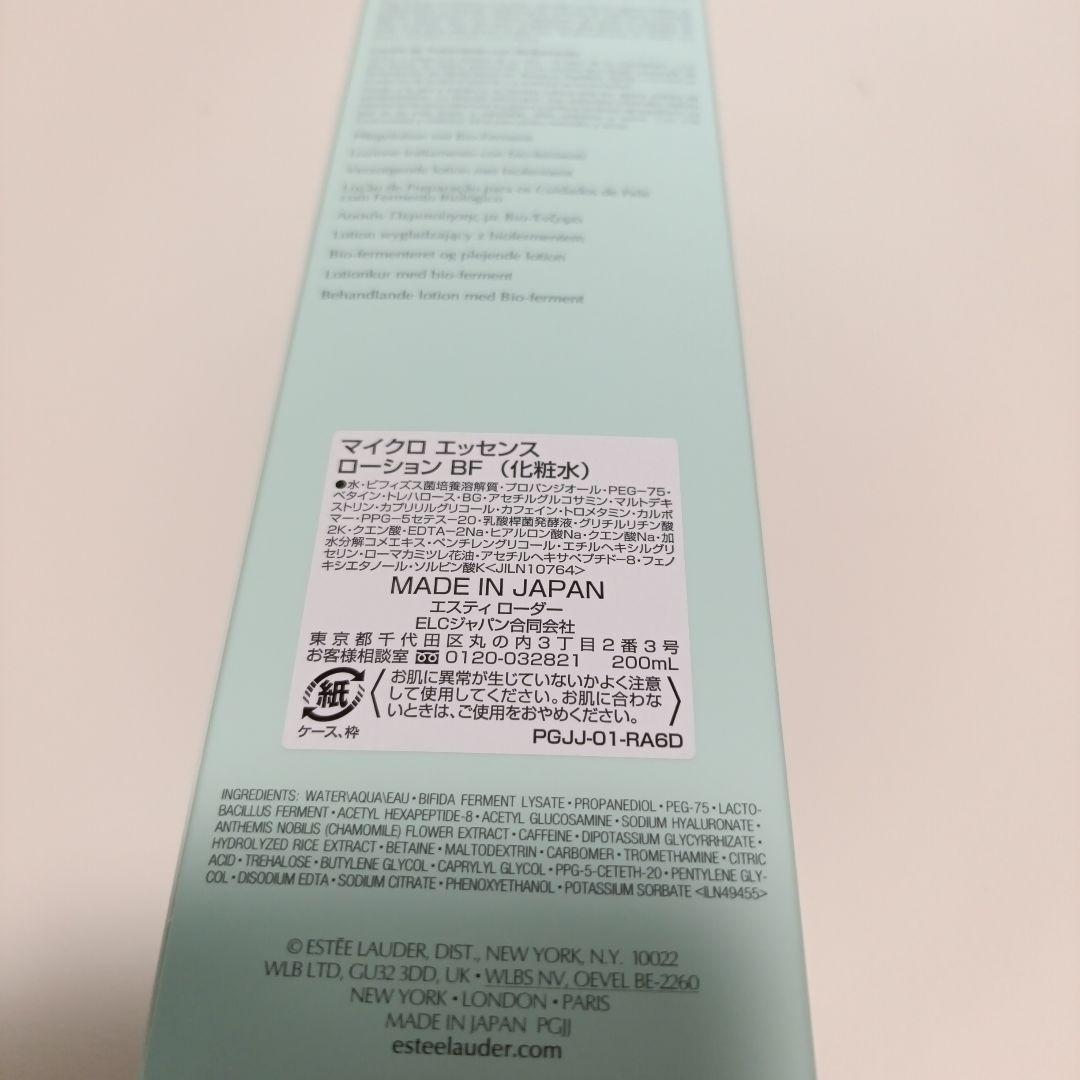 Lozione trattamento con bio-fermenti
Verzorgende lotion met bioferment
Loção de Preparação para os Cuidados de Pele
com Fermento Biológico
Lotion wygładzający z biofermentem
Bio-fermenteret og plejende lotion
Lotionkur med bio-ferment
Behandlande lotion med Bio-ferment
マイクロ エッセンス
ローション BF （化粧水）
●水・ビフィズス菌培養溶解質・プロパンジオール・PEG-75・
ベタイン・トレハロース・BG・アセチルグルコサミン・マルトデキ
ストリン・カプリリルグリコール・カフェイン・トロメタミン・カルボ
マー・PPG-5セテス-20・乳酸桿菌発酵液・グリチルリチン酸
2K・クエン酸・EDTA-2Na・ヒアルロン酸Na・クエン酸Na・加
水分解コメエキス・ペンチレングリコール・エチルヘキシルグリ
セリン・ローマカミツレ花油・アセチルヘキサペプチド-8・フェノ
キシエタノール・ソルビン酸K<JILN10764>
MADE IN JAPAN
エスティ ローダー
ELCジャパン合同会社
東京都千代田区丸の内3丁目2番3号
お客様相談室 0120-032821 200mL
紙
ケース、枠
お肌に異常が生じていないかよく注意
して使用してください。お肌に合わな
いときは、ご使用をおやめください。
PGJJ-01-RA6D
INGREDIENTS: WATER\AQUA\EAU • BIFIDA FERMENT LYSATE • PROPANEDIOL • PEG-75 • LACTO-
BACILLUS FERMENT • ACETYL HEXAPEPTIDE-8 • ACETYL GLUCOSAMINE • SODIUM HYALURONATE •
ANTHEMIS NOBILIS (CHAMOMILE) FLOWER EXTRACT • CAFFEINE • DIPOTASSIUM GLYCYRRHIZATE •
HYDROLYZED RICE EXTRACT • BETAINE • MALTODEXTRIN • CARBOMER • TROMETHAMINE • CITRIC
ACID • TREHALOSE • BUTYLENE GLYCOL • CAPRYLYL GLYCOL • PPG-5-CETETH-20 • PENTYLENE GLY-
COL • DISODIUM EDTA • SODIUM CITRATE • PHENOXYETHANOL • POTASSIUM SORBATE <ILN49455>
© ESTÉE LAUDER, DIST., NEW YORK, N.Y. 10022
WLB LTD, GU32 3DD, UK • WLBS NV, OEVEL BE-2260
NEW YORK • LONDON • PARIS
MADE IN JAPAN PGJJ
esteelauder.com